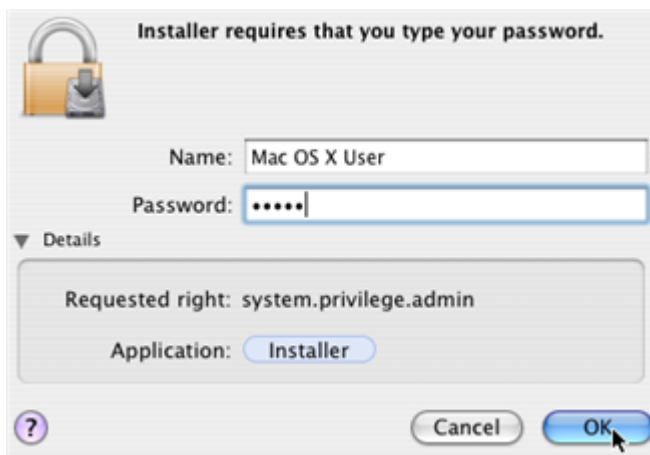 Installer requires that you type your password.
Name: Mac OS X User
Password: •••••
Details
Requested right: system.privilege.admin
Application: Installer
? Cancel OK